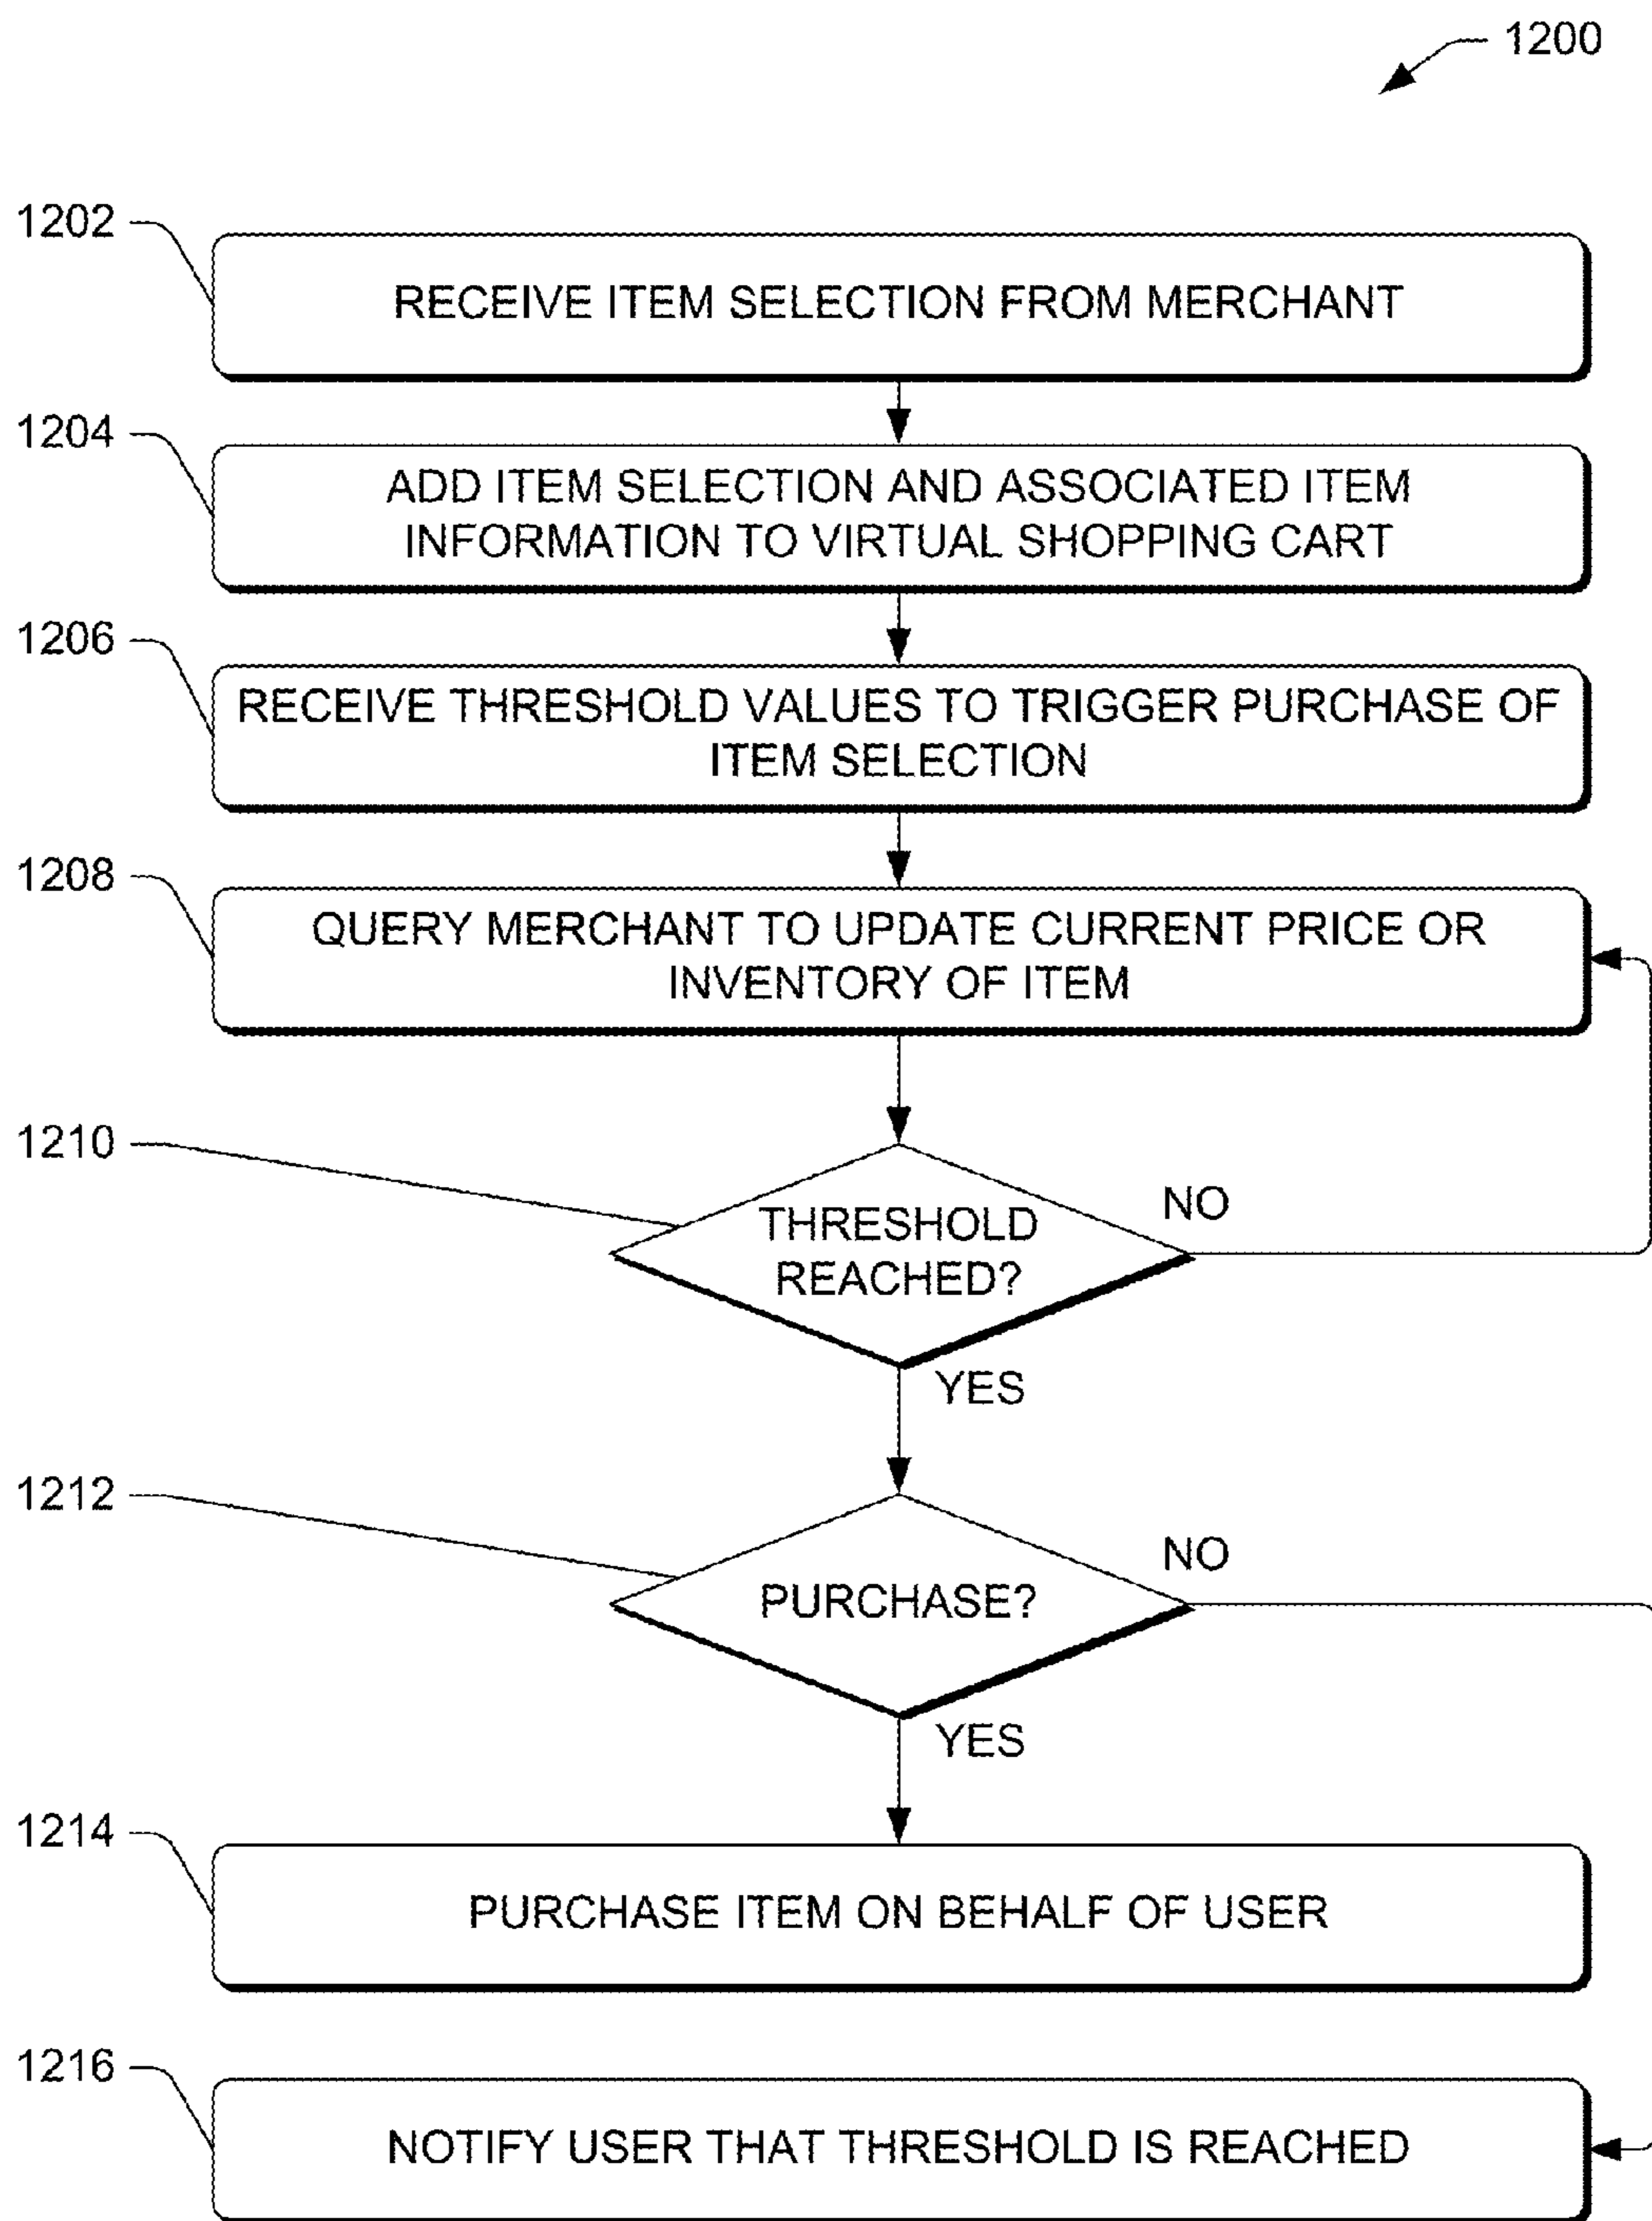 1200
1202
RECEIVE ITEM SELECTION FROM MERCHANT
1204
ADD ITEM SELECTION AND ASSOCIATED ITEM
INFORMATION TO VIRTUAL SHOPPING CART
1206
RECEIVE THRESHOLD VALUES TO TRIGGER PURCHASE OF
ITEM SELECTION
1208
QUERY MERCHANT TO UPDATE CURRENT PRICE OR
INVENTORY OF ITEM
1210
THRESHOLD
REACHED?
NO
YES
1212
PURCHASE?
NO
YES
1214
PURCHASE ITEM ON BEHALF OF USER
1216
NOTIFY USER THAT THRESHOLD IS REACHED